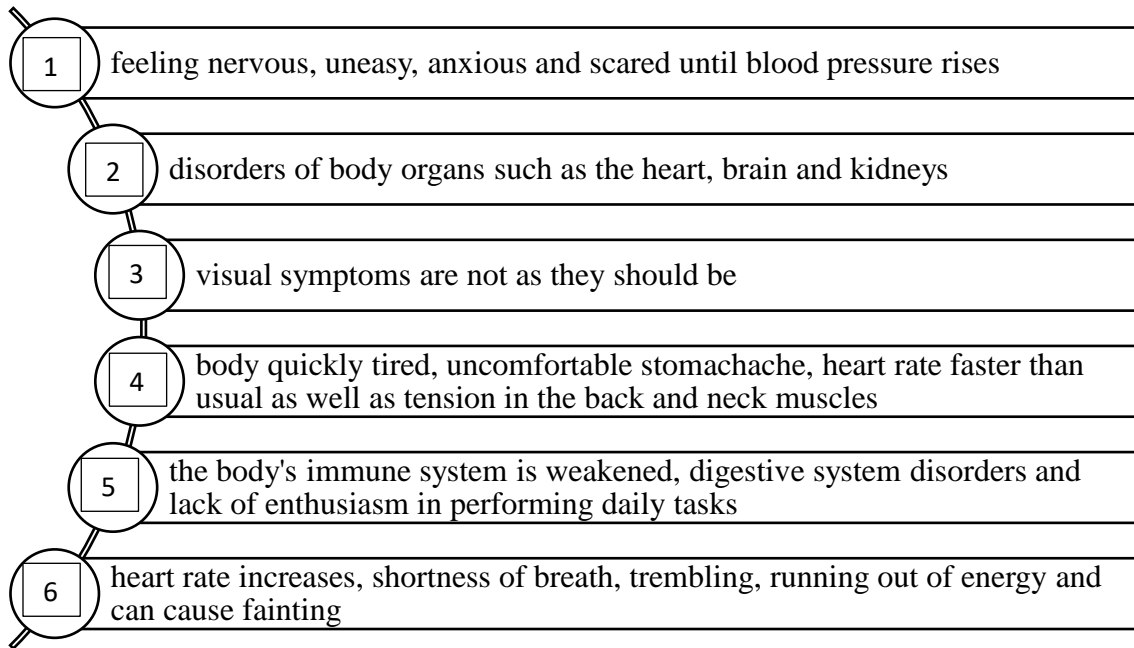 1
feeling nervous, uneasy, anxious and scared until blood pressure rises
2
disorders of body organs such as the heart, brain and kidneys
3
visual symptoms are not as they should be
4
body quickly tired, uncomfortable stomachache, heart rate faster than
usual as well as tension in the back and neck muscles
5
the body's immune system is weakened, digestive system disorders and
lack of enthusiasm in performing daily tasks
6
heart rate increases, shortness of breath, trembling, running out of energy and
can cause fainting